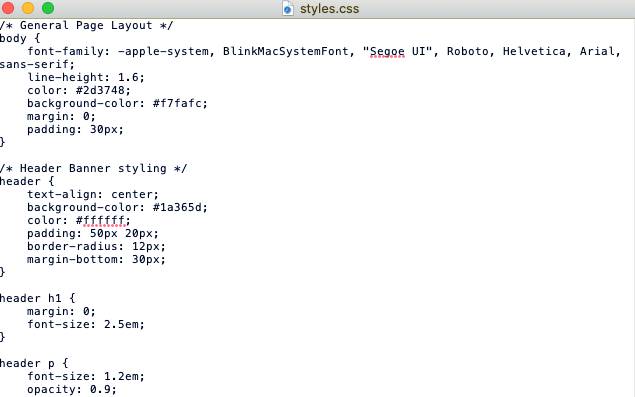 styles.css
/* General Page Layout */
body {
    font-family: -apple-system, BlinkMacSystemFont, "Segoe UI", Roboto, Helvetica, Arial,
sans-serif;
    line-height: 1.6;
    color: #2d3748;
    background-color: #f7fafc;
    margin: 0;
    padding: 30px;
}

/* Header Banner styling */
header {
    text-align: center;
    background-color: #1a365d;
    color: #ffffff;
    padding: 50px 20px;
    border-radius: 12px;
    margin-bottom: 30px;
}

header h1 {
    margin: 0;
    font-size: 2.5em;
}

header p {
    font-size: 1.2em;
    opacity: 0.9;